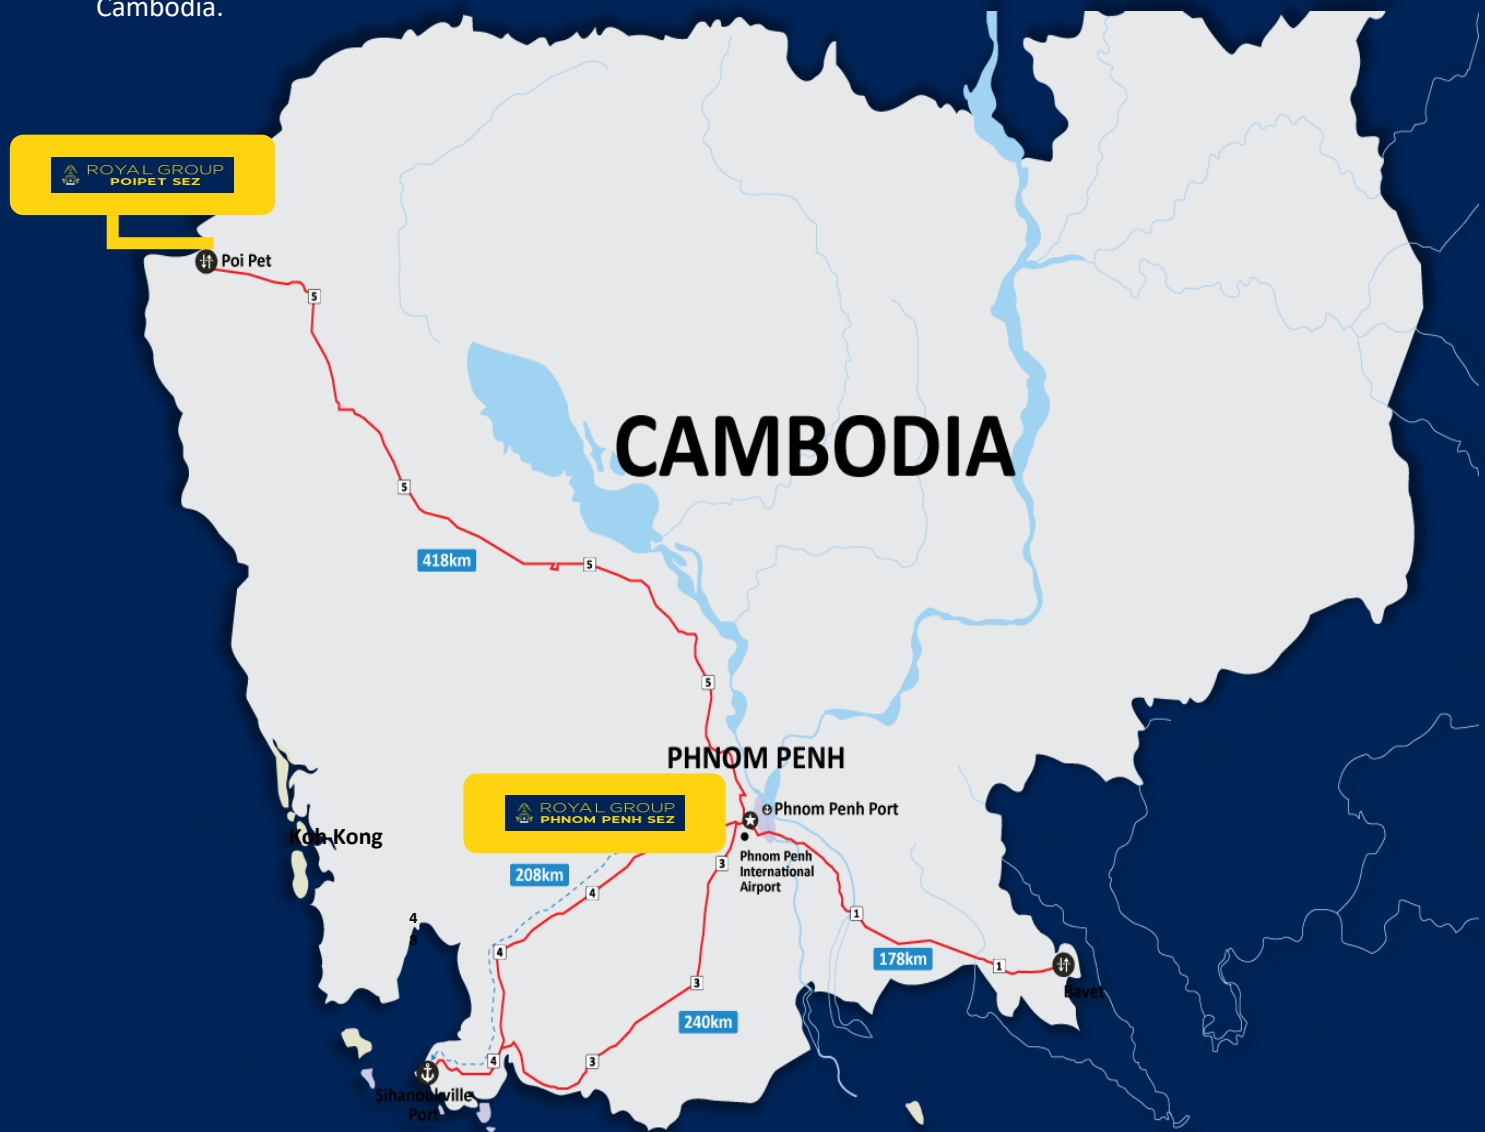 Cambodia.
ROYAL GROUP
POIPET SEZ
Poi Pet
5
5
CAMBODIA
418km
5
5
PHNOM PENH
ROYAL GROUP
PHNOM PENH SEZ
Phnom Penh Port
Koh Kong
Phnom Penh
International
Airport
3
208km
4
1
4
8
4
178km
1
3
Bavet
240km
4
3
Sihanoukville
Port